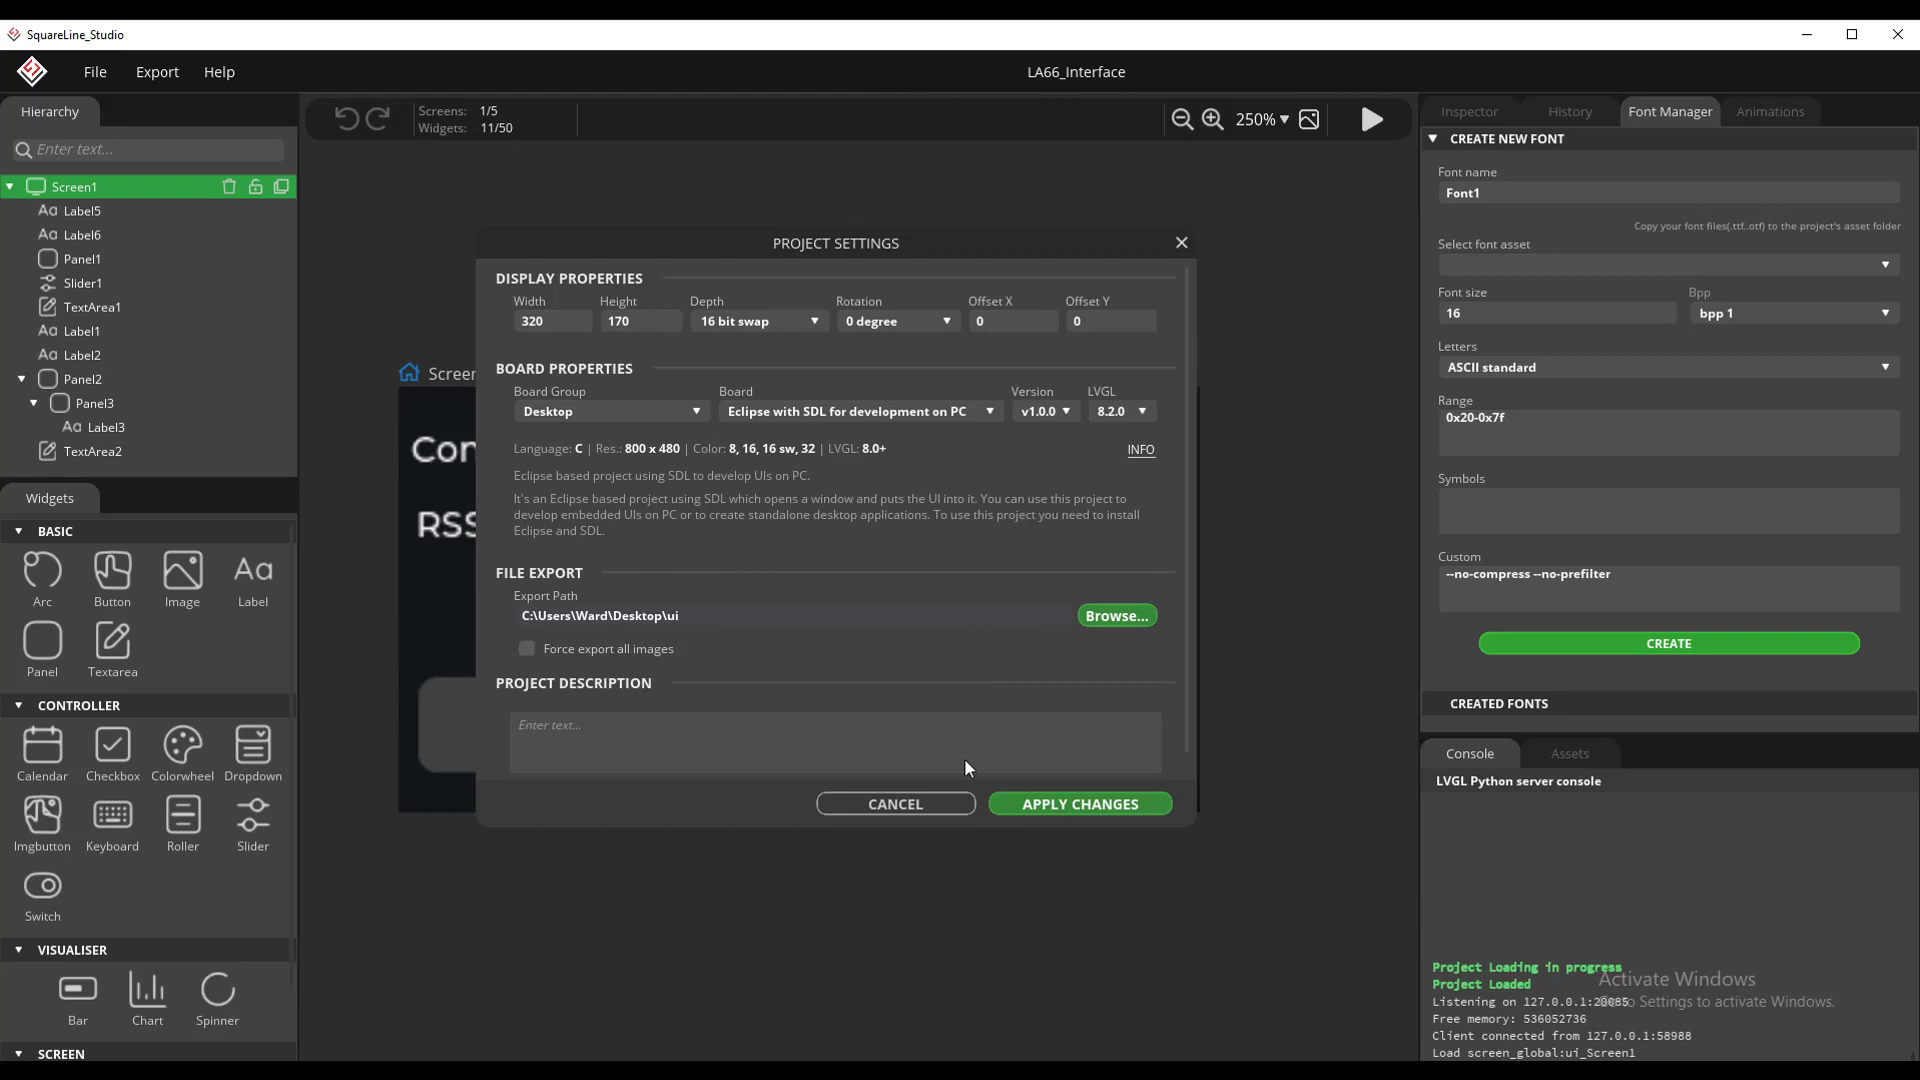 SquareLine_Studio
File
Export
Help
LA66_Interface
Hierarchy
Enter text...
Screen1
Label5
Label6
Panel1
Slider1
TextArea1
Label1
Label2
Panel2
Panel3
Label3
TextArea2
Widgets
BASIC
Arc
Button
Image
Label
Panel
Textarea
CONTROLLER
Calendar
Checkbox
Colorwheel
Dropdown
Imgbutton
Keyboard
Roller
Slider
Switch
VISUALISER
Bar
Chart
Spinner
SCREEN
Screens: 1/5
Widgets: 11/50
250%
Screen
Con
RSS
PROJECT SETTINGS
DISPLAY PROPERTIES
Width Height Depth Rotation Offset X Offset Y
320 170 16 bit swap 0 degree 0 0
BOARD PROPERTIES
Board Group Board Version LVGL
Desktop Eclipse with SDL for development on PC v1.0.0 8.2.0
Language: C | Res.: 800 x 480 | Color: 8, 16, 16 sw, 32 | LVGL: 8.0+
INFO
Eclipse based project using SDL to develop UIs on PC.
It's an Eclipse based project using SDL which opens a window and puts the UI into it. You can use this project to
develop embedded UIs on PC or to create standalone desktop applications. To use this project you need to install
Eclipse and SDL.
FILE EXPORT
Export Path
C:\Users\Ward\Desktop\ui
Browse...
Force export all images
PROJECT DESCRIPTION
Enter text...
CANCEL
APPLY CHANGES
Inspector
History
Font Manager
Animations
CREATE NEW FONT
Font name
Font1
Copy your font files(.ttf,.otf) to the project's asset folder
Select font asset
Font size Bpp
16 bpp 1
Letters
ASCII standard
Range
0x20-0x7f
Symbols
Custom
--no-compress --no-prefilter
CREATE
CREATED FONTS
Console
Assets
LVGL Python server console
Project Loading in progress
Project Loaded
Activate Windows
Listening on 127.0.0.1:
to Settings to activate Windows.
Free memory: 536052736
Client connected from 127.0.0.1:58988
Load screen_global:ui_Screen1